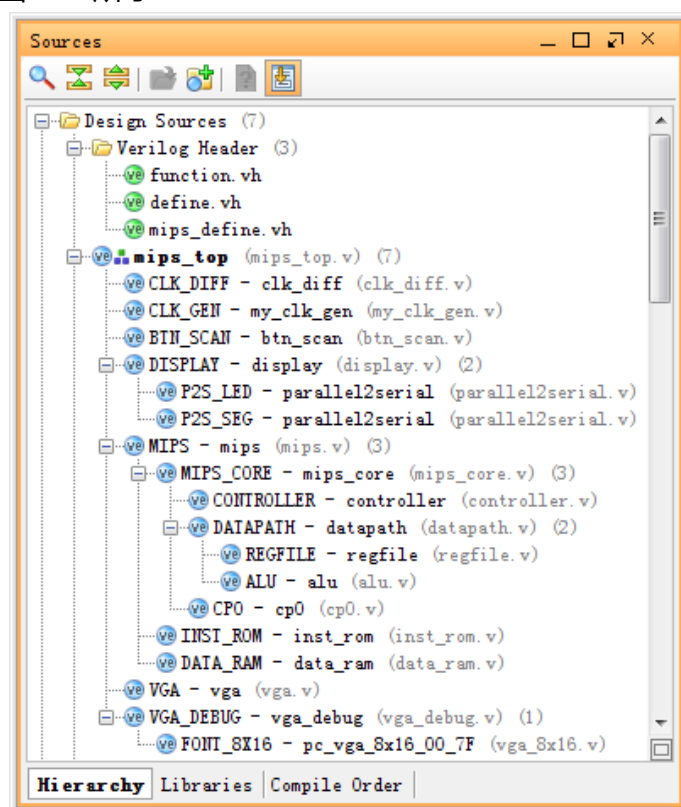 Sources
Design Sources (7)
Verilog Header (3)
function.vh
define.vh
mips_define.vh
mips_top (mips_top.v) (7)
CLK_DIFF - clk_diff (clk_diff.v)
CLK_GEN - my_clk_gen (my_clk_gen.v)
BTN_SCAN - btn_scan (btn_scan.v)
DISPLAY - display (display.v) (2)
P2S_LED - parallel2serial (parallel2serial.v)
P2S_SEG - parallel2serial (parallel2serial.v)
MIPS - mips (mips.v) (3)
MIPS_CORE - mips_core (mips_core.v) (3)
CONTROLLER - controller (controller.v)
DATAPATH - datapath (datapath.v) (2)
REGFILE - regfile (regfile.v)
ALU - alu (alu.v)
CP0 - cp0 (cp0.v)
INST_ROM - inst_rom (inst_rom.v)
DATA_RAM - data_ram (data_ram.v)
VGA - vga (vga.v)
VGA_DEBUG - vga_debug (vga_debug.v) (1)
FONT_8X16 - pc_vga_8x16_00_7F (vga_8x16.v)
Hierarchy Libraries Compile Order